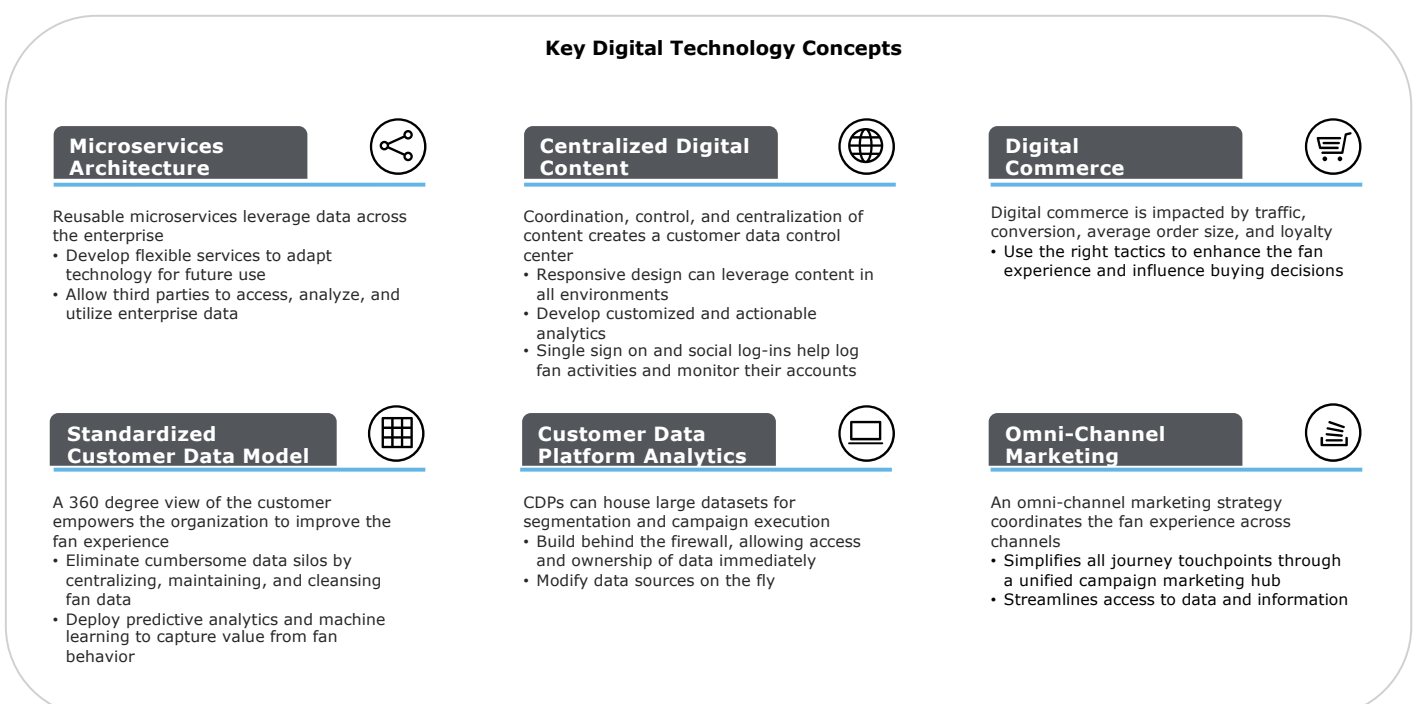 Key Digital Technology Concepts
Microservices
Architecture
Reusable microservices leverage data across
the enterprise
• Develop flexible services to adapt
technology for future use
• Allow third parties to access, analyze, and
utilize enterprise data
Centralized Digital
Content
Coordination, control, and centralization of
content creates a customer data control
center
• Responsive design can leverage content in
all environments
• Develop customized and actionable
analytics
• Single sign on and social log-ins help log
fan activities and monitor their accounts
Digital
Commerce
Digital commerce is impacted by traffic,
conversion, average order size, and loyalty
• Use the right tactics to enhance the fan
experience and influence buying decisions
Standardized
Customer Data Model
A 360 degree view of the customer
empowers the organization to improve the
fan experience
• Eliminate cumbersome data silos by
centralizing, maintaining, and cleansing
fan data
• Deploy predictive analytics and machine
learning to capture value from fan
behavior
Customer Data
Platform Analytics
CDPs can house large datasets for
segmentation and campaign execution
• Build behind the firewall, allowing access
and ownership of data immediately
• Modify data sources on the fly
Omni-Channel
Marketing
An omni-channel marketing strategy
coordinates the fan experience across
channels
• Simplifies all journey touchpoints through
a unified campaign marketing hub
• Streamlines access to data and information